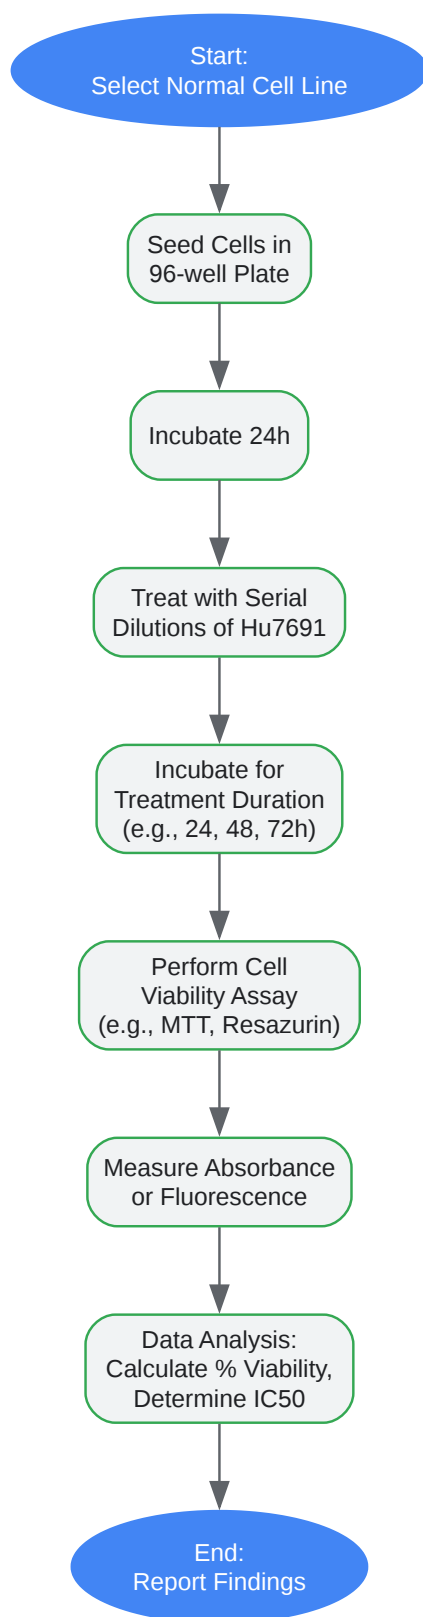 Start:
Select Normal Cell Line
Seed Cells in
96-well Plate
Incubate 24h
Treat with Serial
Dilutions of Hu7691
Incubate for
Treatment Duration
(e.g., 24, 48, 72h)
Perform Cell
Viability Assay
(e.g., MTT, Resazurin)
Measure Absorbance
or Fluorescence
Data Analysis:
Calculate % Viability,
Determine IC50
End:
Report Findings